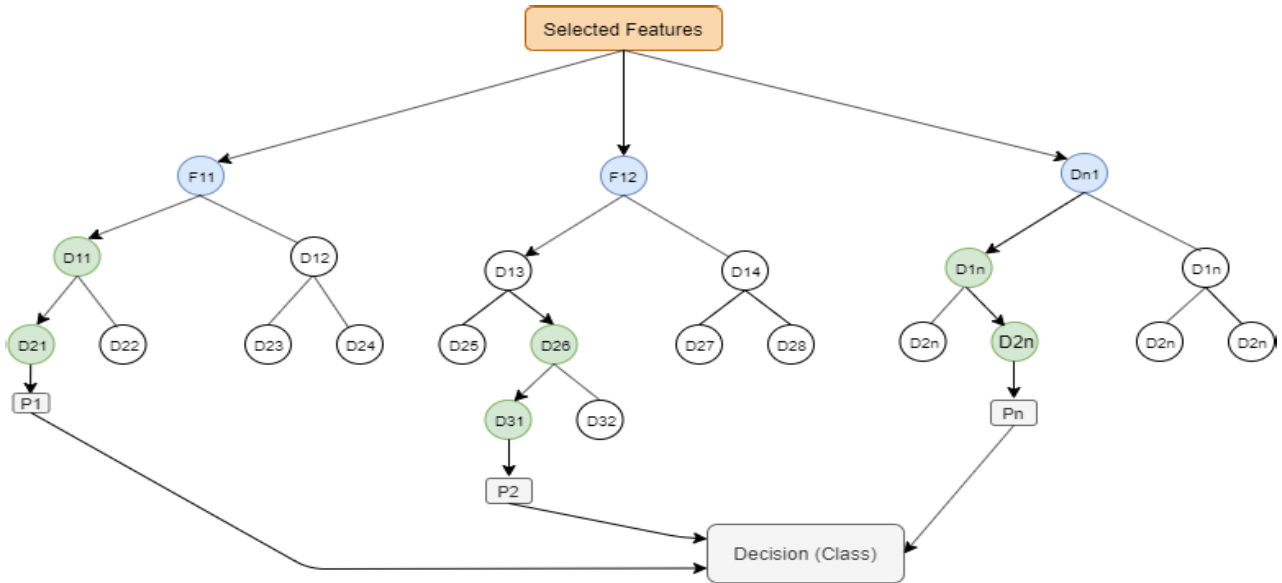 Selected Features
F11
F12
Dn1
D11
D12
D13
D14
D1n
D1n
D21
D22
D23
D24
D25
D26
D27
D28
D2n
D2n
D2n
D2n
P1
D31
D32
Pn
P2
Decision (Class)